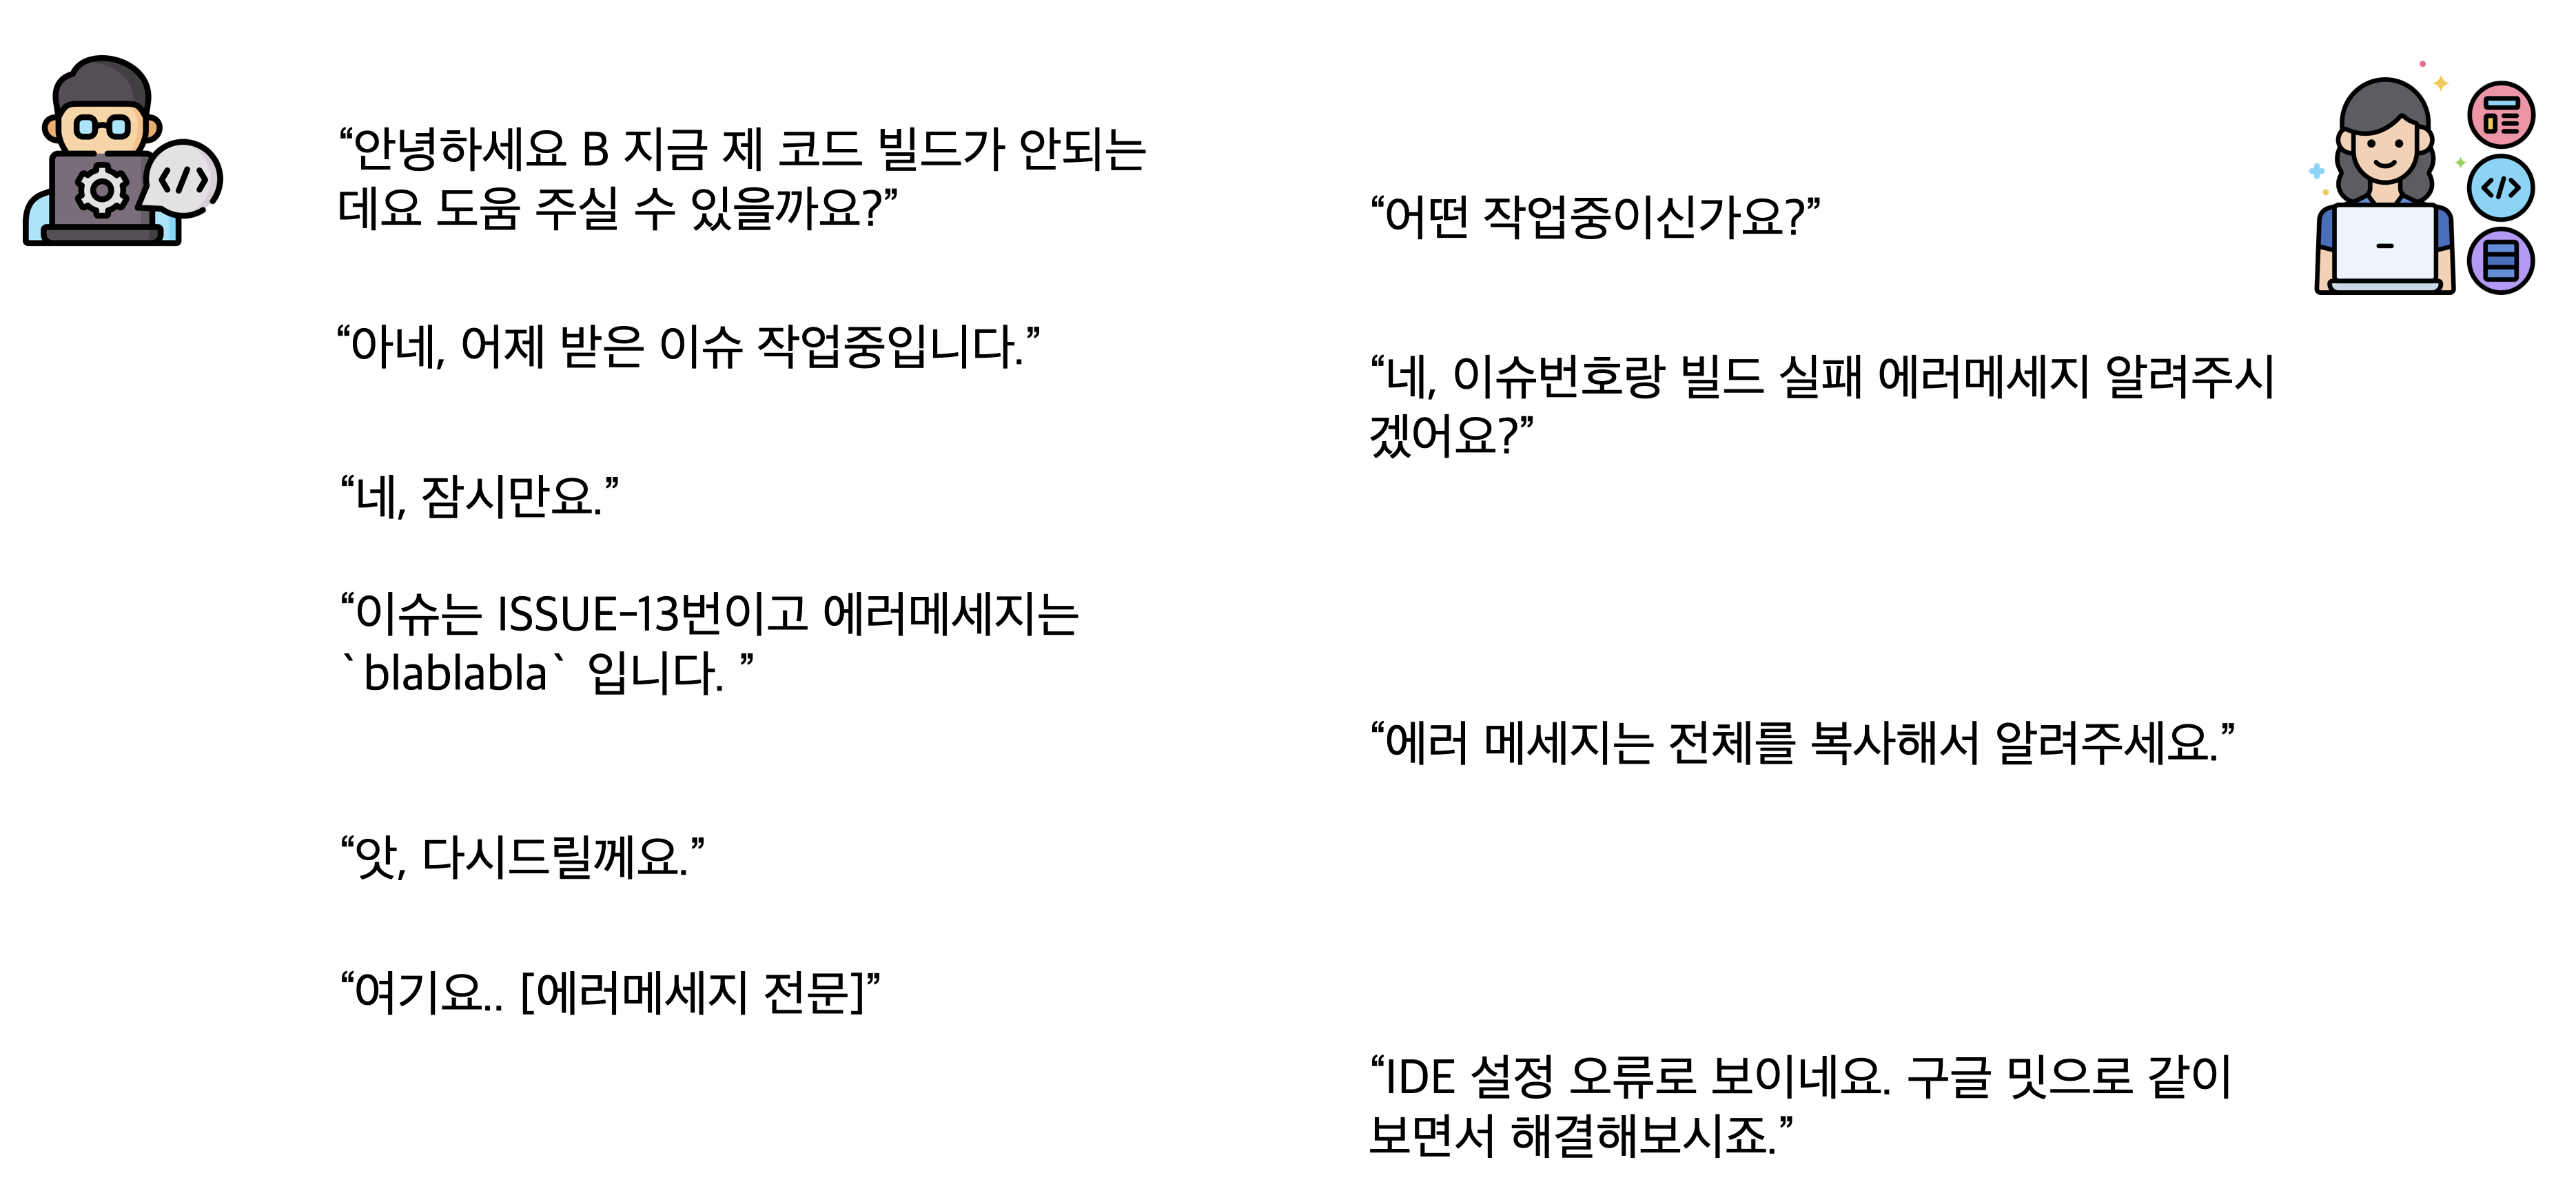 “안녕하세요 B 지금 제 코드 빌드가 안되는
데요 도움 주실 수 있을까요?”
“어떤 작업중이신가요?”
“아네, 어제 받은 이슈 작업중입니다.”
“네, 이슈번호랑 빌드 실패 에러메세지 알려주시
겠어요?”
“네, 잠시만요.”
“이슈는 ISSUE-13번이고 에러메세지는
`blablabla` 입니다. ”
“에러 메세지는 전체를 복사해서 알려주세요.”
“앗, 다시드릴께요.”
“여기요.. [에러메세지 전문]”
“IDE 설정 오류로 보이네요. 구글 밋으로 같이
보면서 해결해보시죠.”